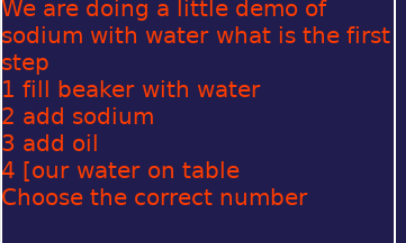 We are doing a little demo of
sodium with water what is the first
step
1 fill beaker with water
2 add sodium
3 add oil
4 [our water on table
Choose the correct number